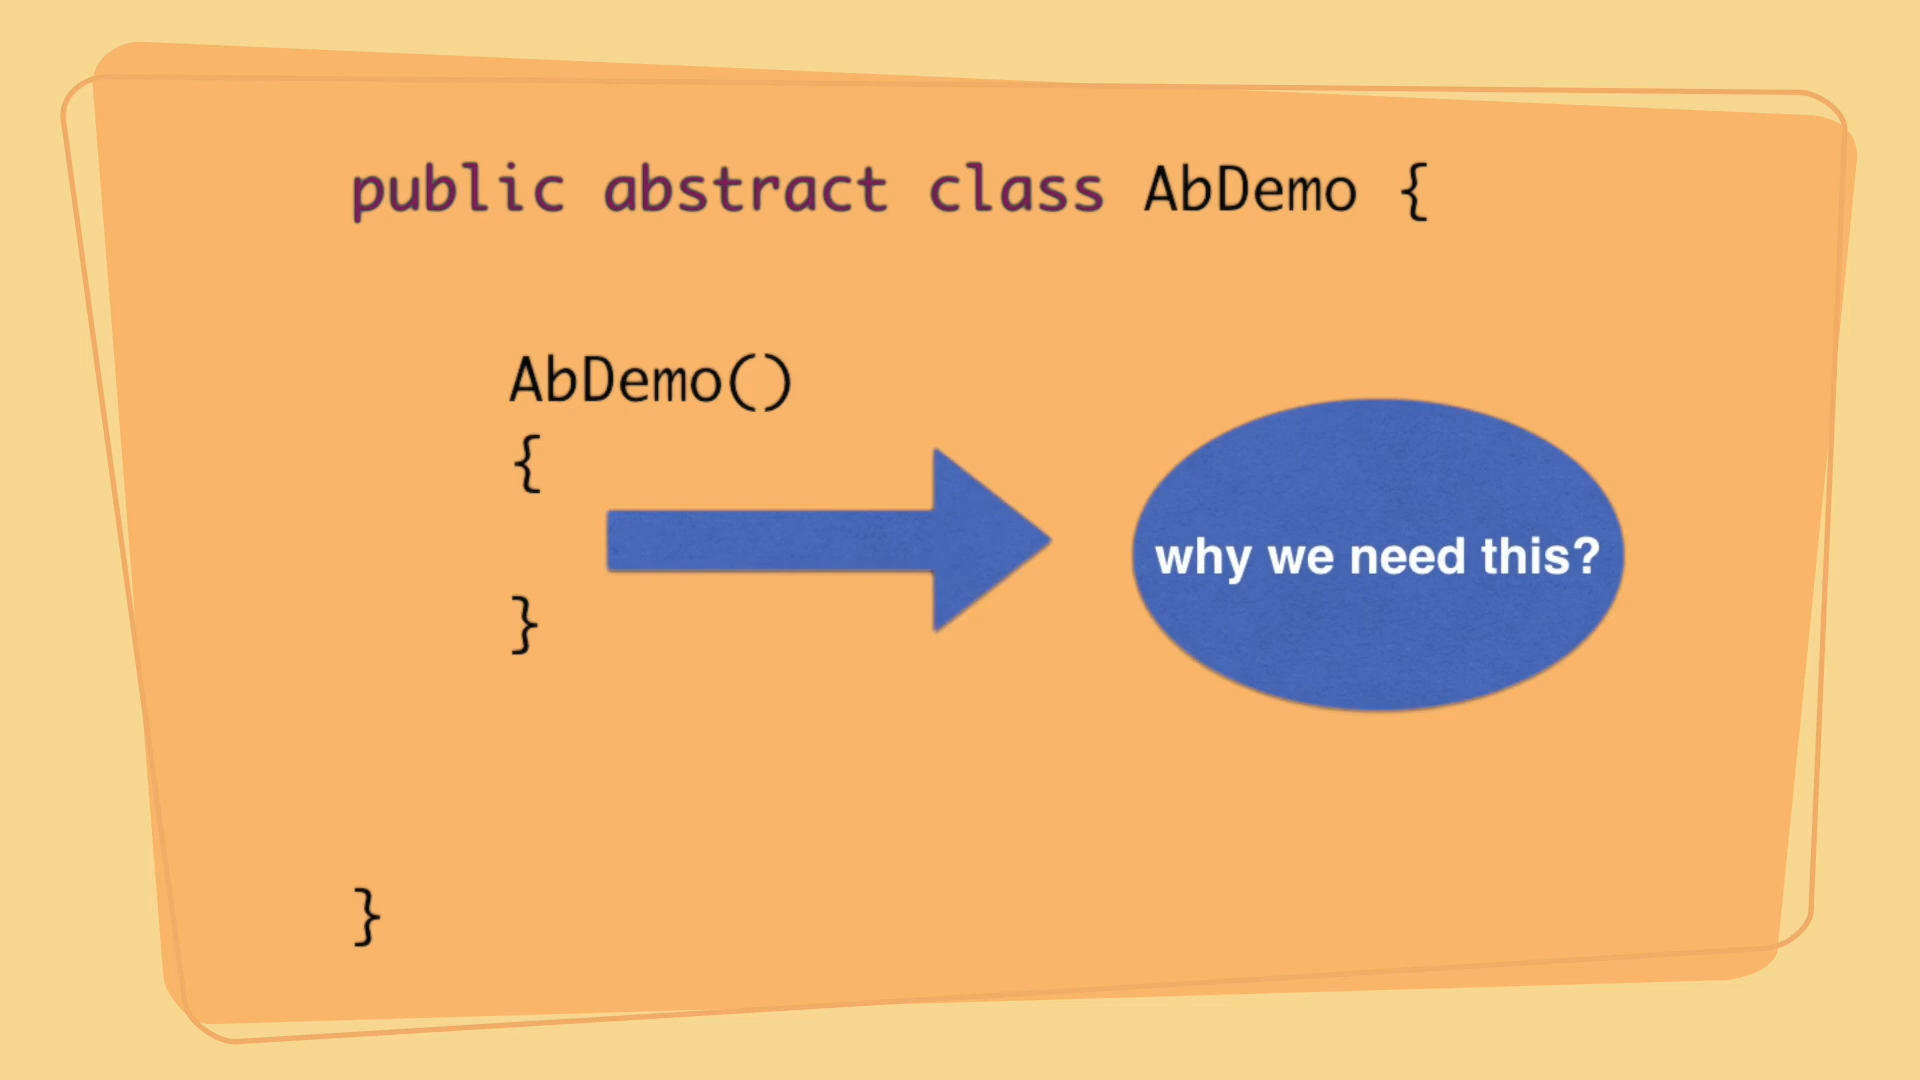 public abstract class AbDemo {
AbDemo()
{
why we need this?
}
}